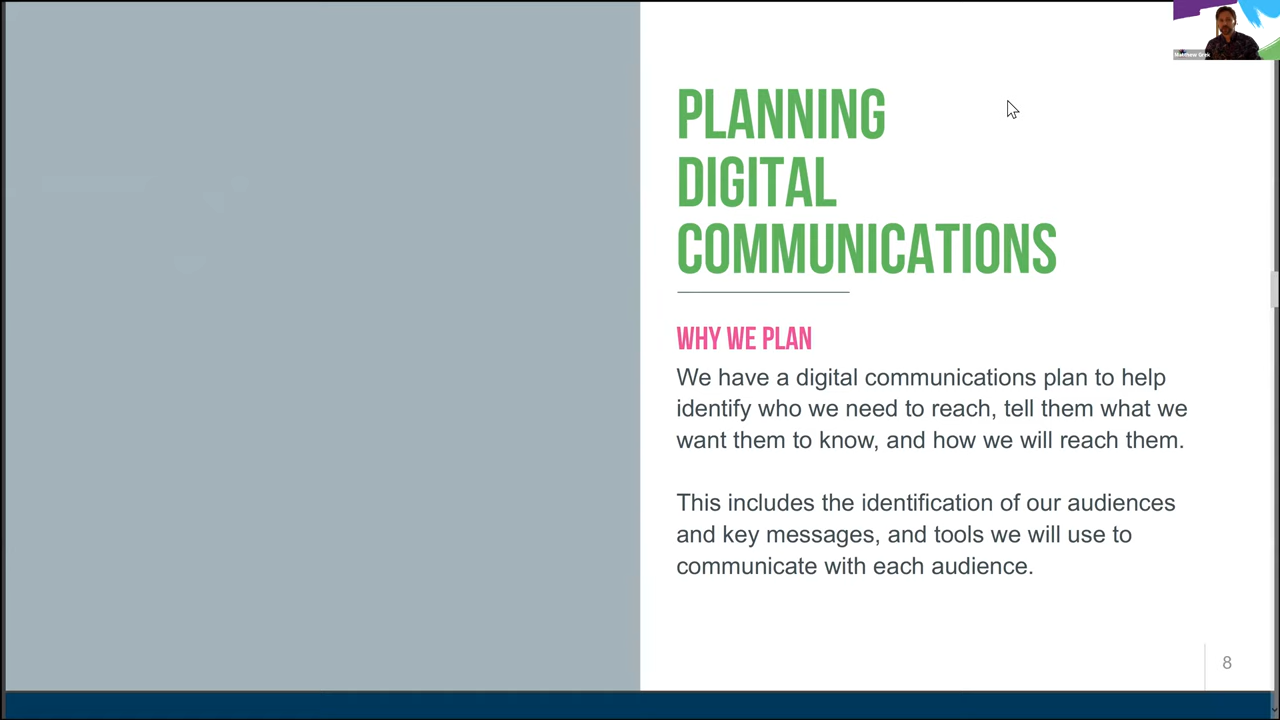 PLANNING
DIGITAL
COMMUNICATIONS
WHY WE PLAN
We have a digital communications plan to help
identify who we need to reach, tell them what we
want them to know, and how we will reach them.
This includes the identification of our audiences
and key messages, and tools we will use to
communicate with each audience.
8